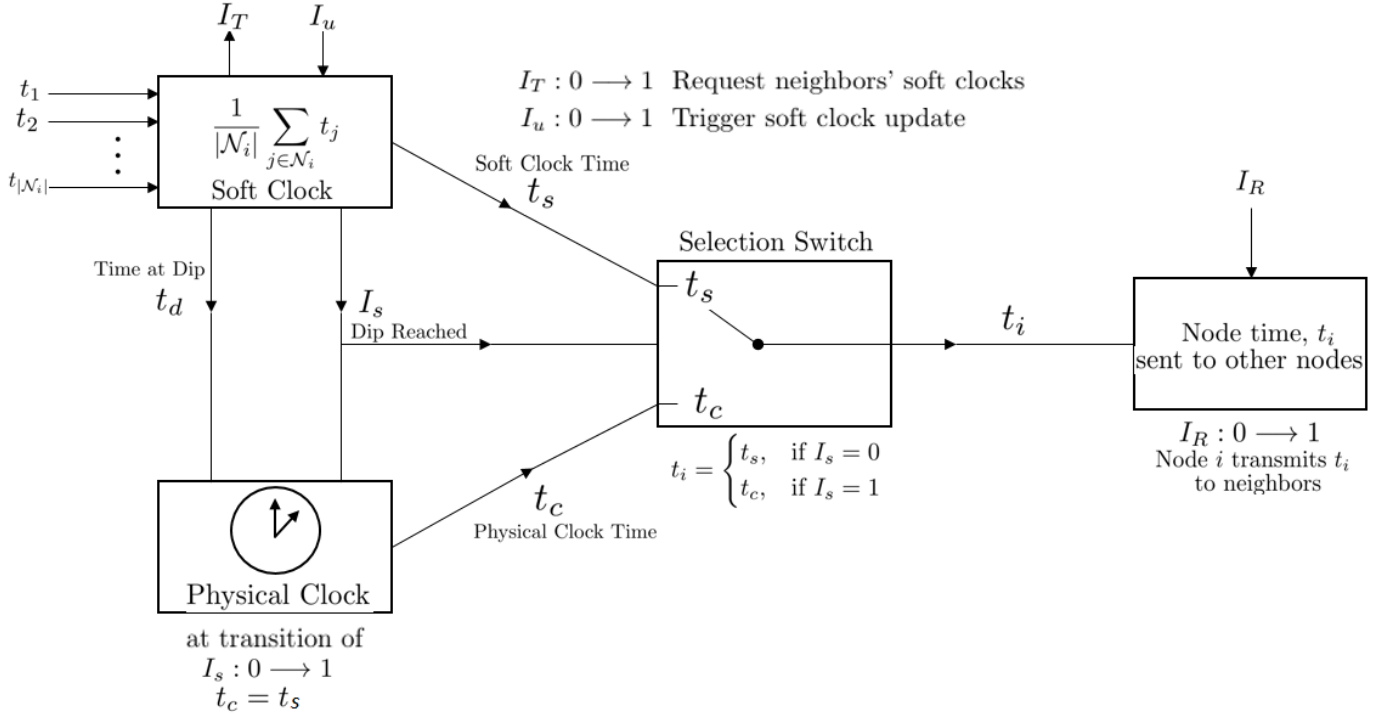 I_T I_u
t_1
t_2
⋮
t_{|𝒩_i|}
\frac{1}{|𝒩_i|} \sum_{j∈𝒩_i} t_j
Soft Clock
I_T : 0 ⟶ 1 Request neighbors' soft clocks
I_u : 0 ⟶ 1 Trigger soft clock update
Soft Clock Time
t_s
Time at Dip
t_d
I_s
Dip Reached
Selection Switch
t_s
t_c
t_i = { t_s, if I_s = 0
t_c, if I_s = 1
t_i
I_R
Node time, t_i
sent to other nodes
I_R : 0 ⟶ 1
Node i transmits t_i
to neighbors
t_c
Physical Clock Time
Physical Clock
at transition of
I_s : 0 ⟶ 1
t_c = t_s